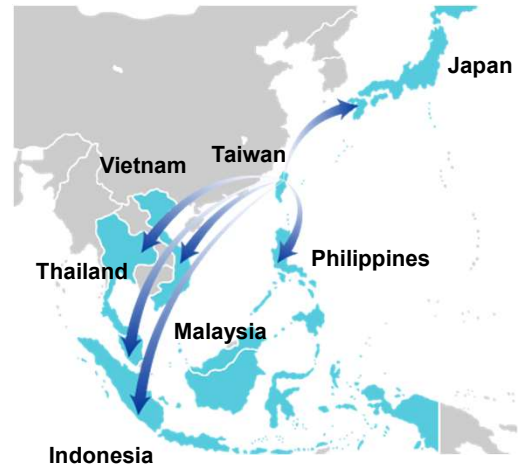 Japan
Taiwan
Vietnam
Philippines
Thailand
Malaysia
Indonesia